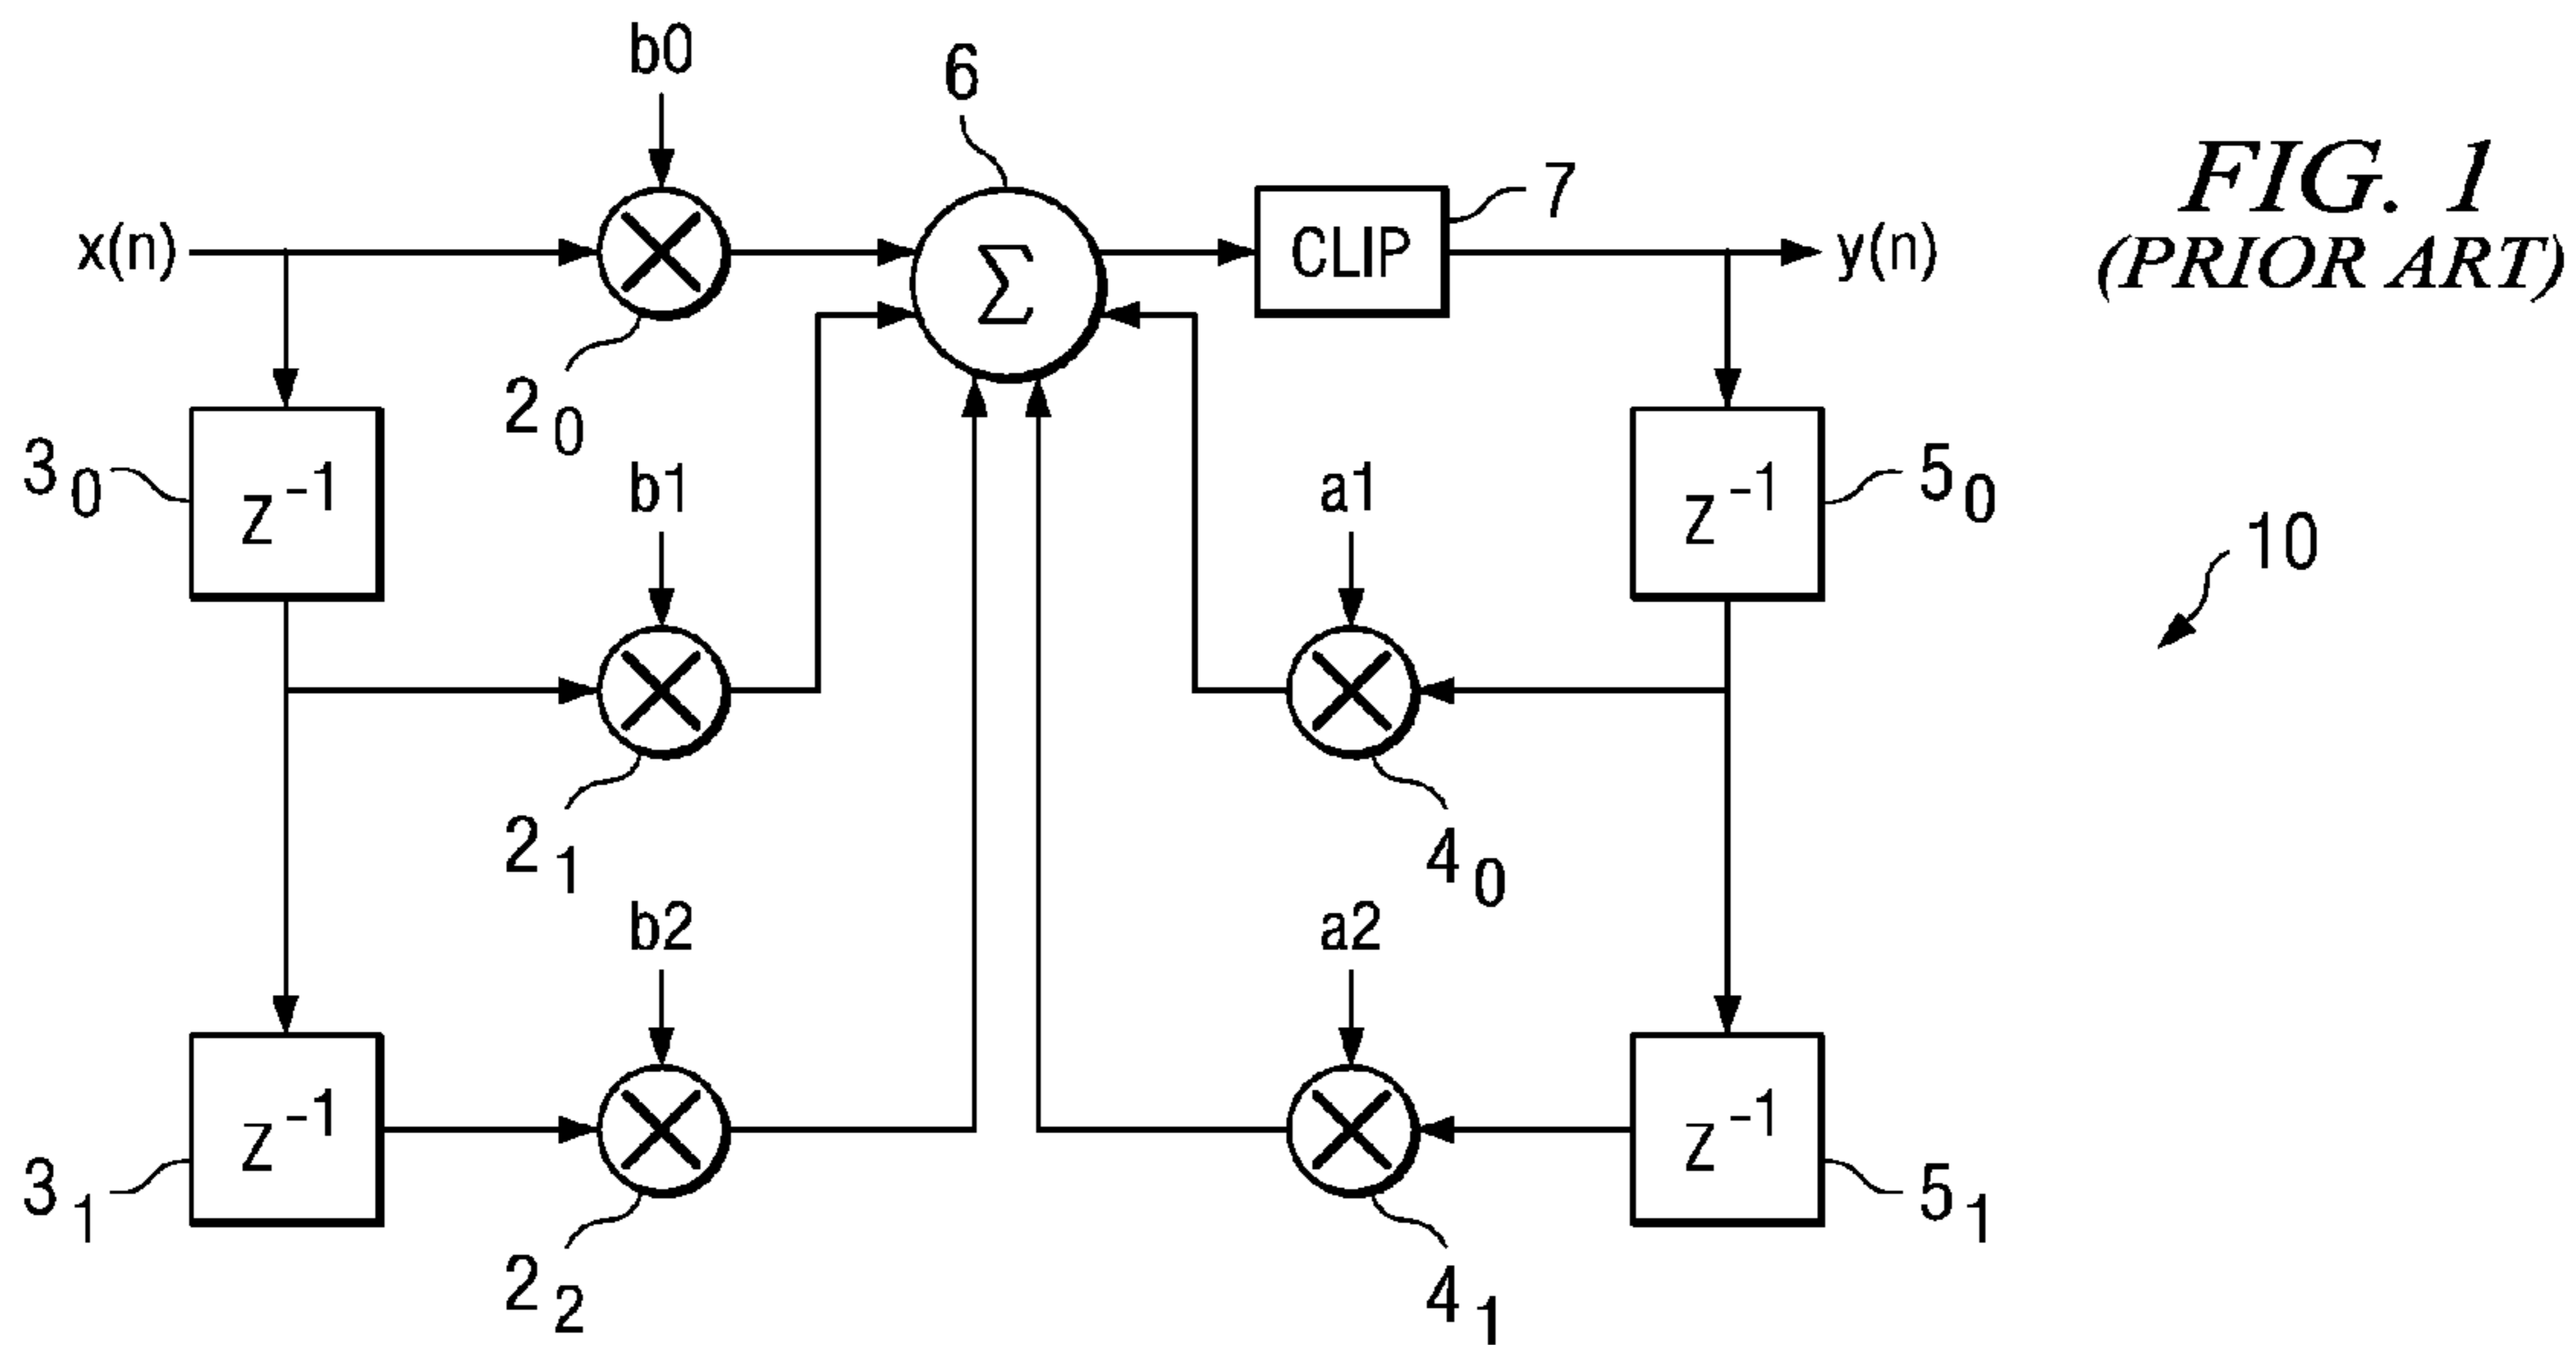 b0
6
x(n)
CLIP
7
y(n)
FIG. 1
(PRIOR ART)
2 0
3 0
z -1
b1
a1
z -1
5 0
10
2 1
4 0
b2
a2
3 1
z -1
z -1
5 1
2 2
4 1
Σ